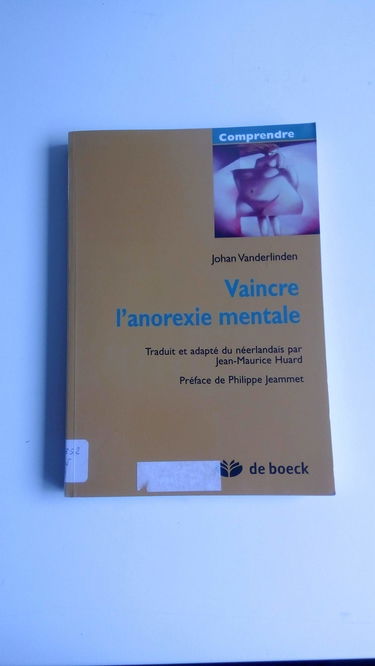 Comprendre
Johan Vanderlinden
Vaincre
l'anorexie mentale
Traduit et adapté du néerlandais par
Jean-Maurice Huard
Préface de Philippe Jeammet
de boeck